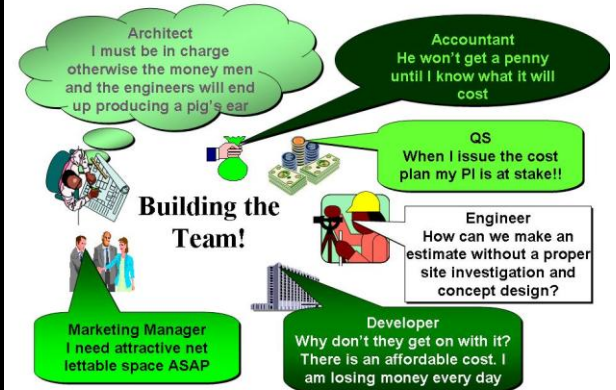 Architect
I must be in charge
otherwise the money men
and the engineers will end
up producing a pig's ear
Accountant
He won't get a penny
until I know what it will
cost
QS
When I issue the cost
plan my PI is at stake!!
Building the
Team!
Engineer
How can we make an
estimate without a proper
site investigation and
concept design?
Marketing Manager
I need attractive net
lettable space ASAP
Developer
Why don't they get on with it?
There is an affordable cost. I
am losing money every day